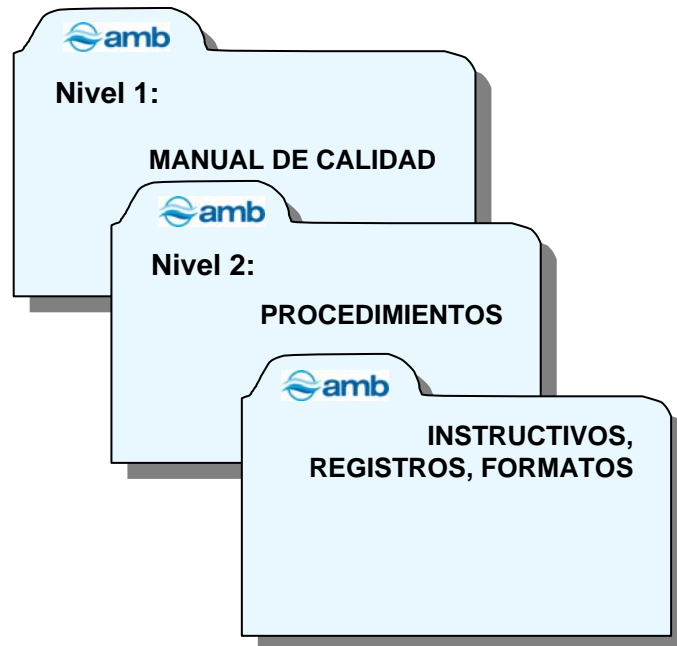 amb
Nivel 1:
MANUAL DE CALIDAD
amb
Nivel 2:
PROCEDIMIENTOS
amb
INSTRUCTIVOS,
REGISTROS, FORMATOS